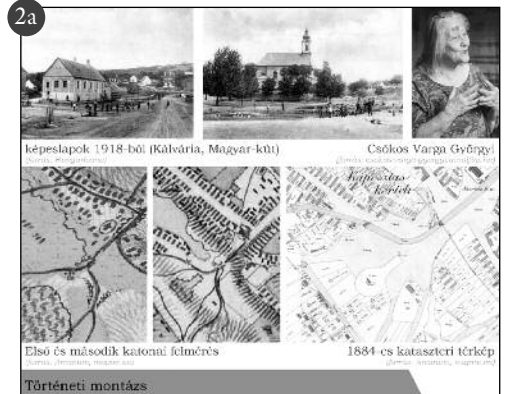 2a
képeslapok 1918-ból (Kálvária, Magyar-kút)
Csókos Varga Györgyi
Káposztás
kertek
Első és második katonai felmérés
1884-es kataszteri térkép
Történeti montázs